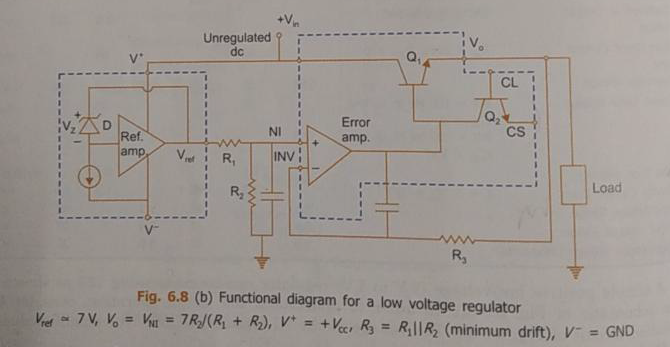 +Vin
Unregulated
dc
V+
Vo
Q1
CL
Q2
CS
+
Vz
−
D
Ref.
amp.
Vref
R1
NI
INV
+
−
Error
amp.
R2
Load
V−
R3
Fig. 6.8 (b) Functional diagram for a low voltage regulator
Vref ≃ 7 V, Vo = VNI = 7R2/(R1 + R2), V+ = +Vcc, R3 = R1||R2 (minimum drift), V− = GND